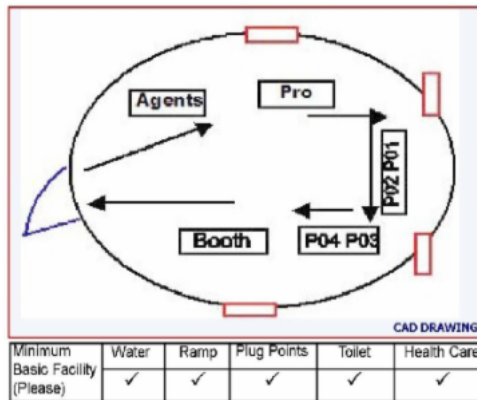 Agents
Pro
P02 P01
Booth
P04 P03
CAD DRAWING
Minimum Basic Facility (Please)
Water
Ramp
Plug Points
Toilet
Health Care
✓ ✓ ✓ ✓ ✓